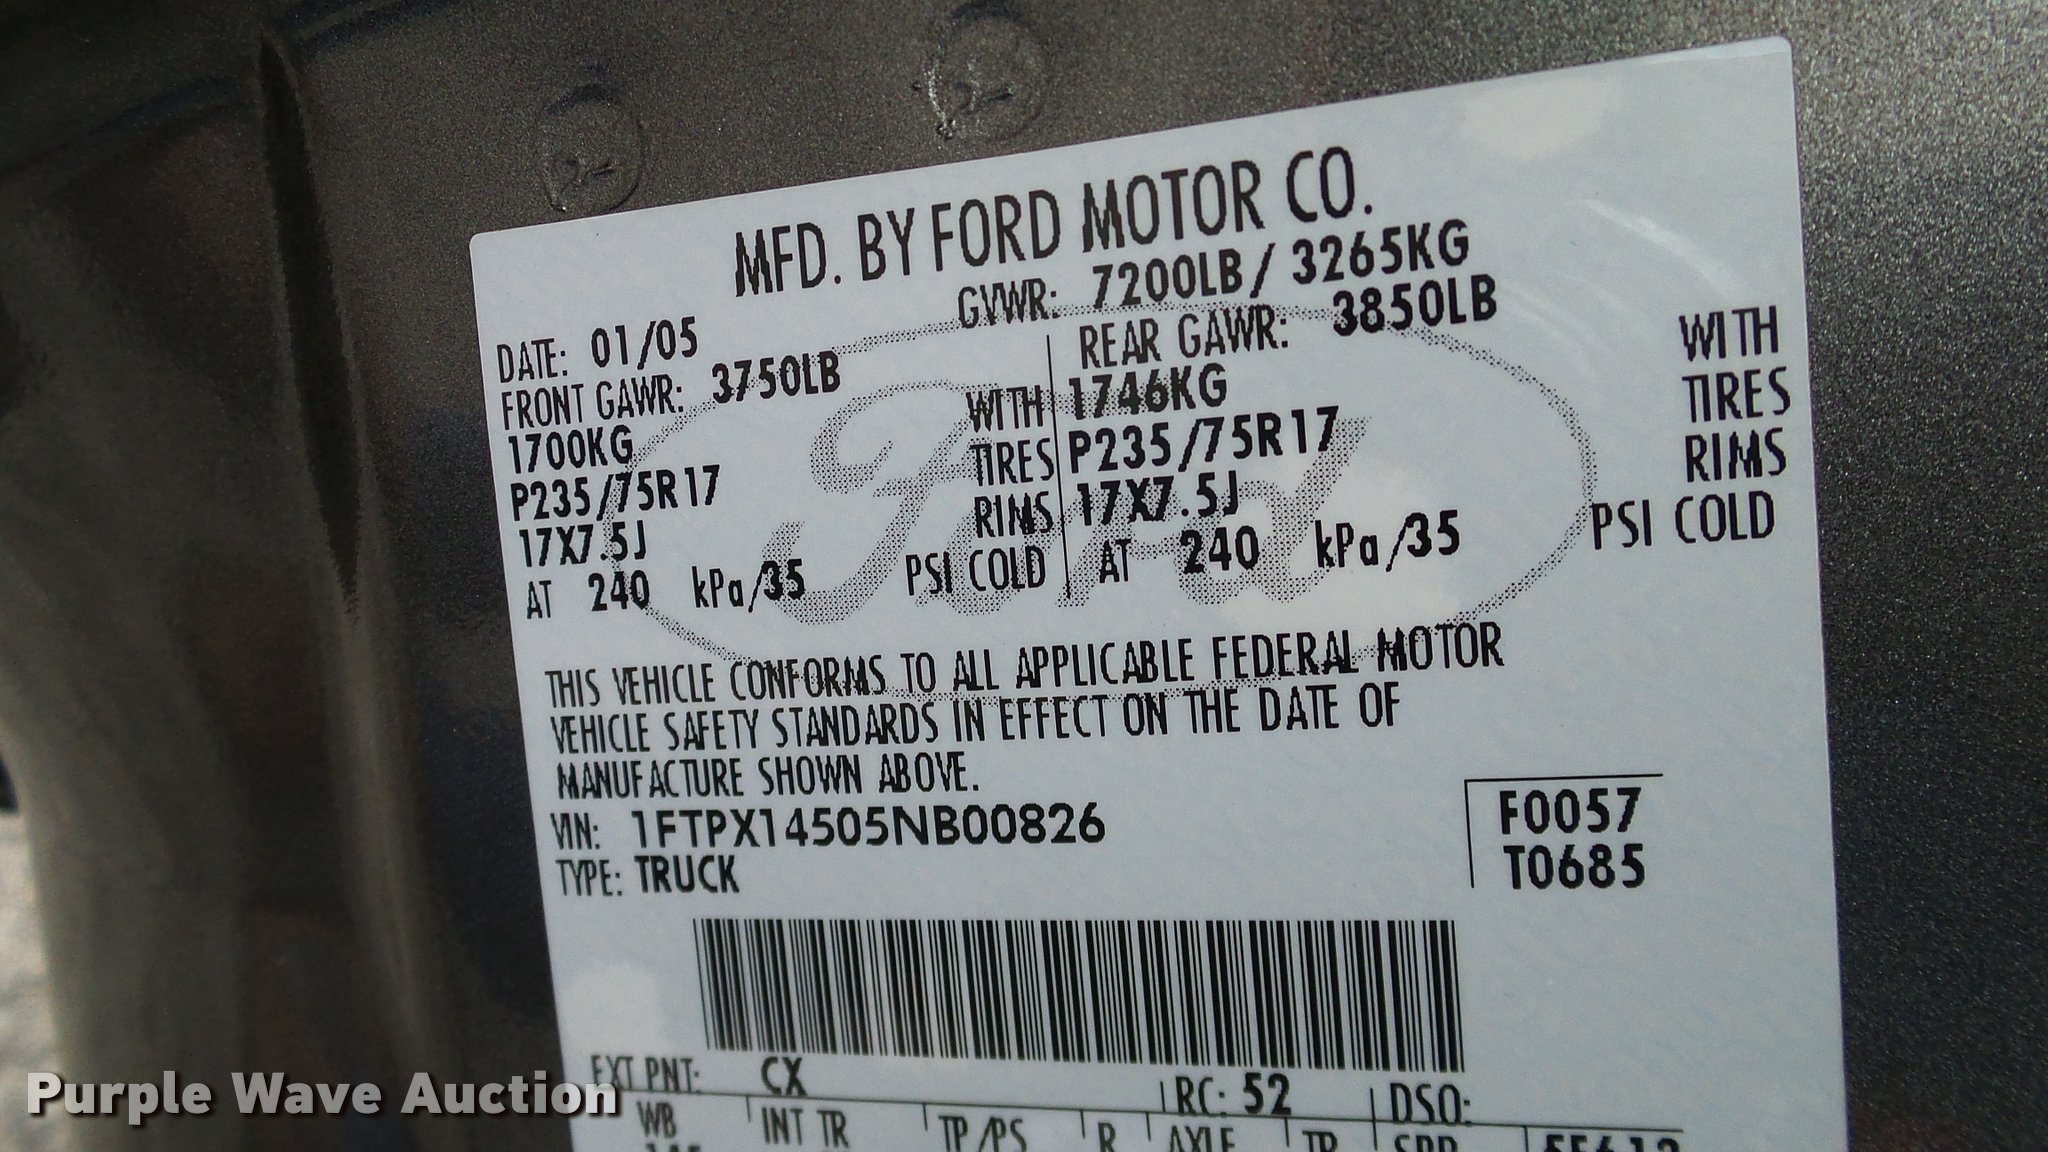 MFD. BY FORD MOTOR CO.
DATE: 01/05 GVWR: 7200LB / 3265KG
FRONT GAWR: 3750LB REAR GAWR: 3850LB
1700KG WITH 1746KG WITH
P235/75R17 TIRES P235/75R17 TIRES
17X7.5J RIMS 17X7.5J RIMS
AT 240 kPa/35 PSI COLD AT 240 kPa/35 PSI COLD
Ford
THIS VEHICLE CONFORMS TO ALL APPLICABLE FEDERAL MOTOR
VEHICLE SAFETY STANDARDS IN EFFECT ON THE DATE OF
MANUFACTURE SHOWN ABOVE.
VIN: 1FTPX14505NB00826 F0057
TYPE: TRUCK T0685
EXT PNT: CX RC: 52 DSO:
WB INT TR TP/PS R AXLE TR SPR
Purple Wave Auction